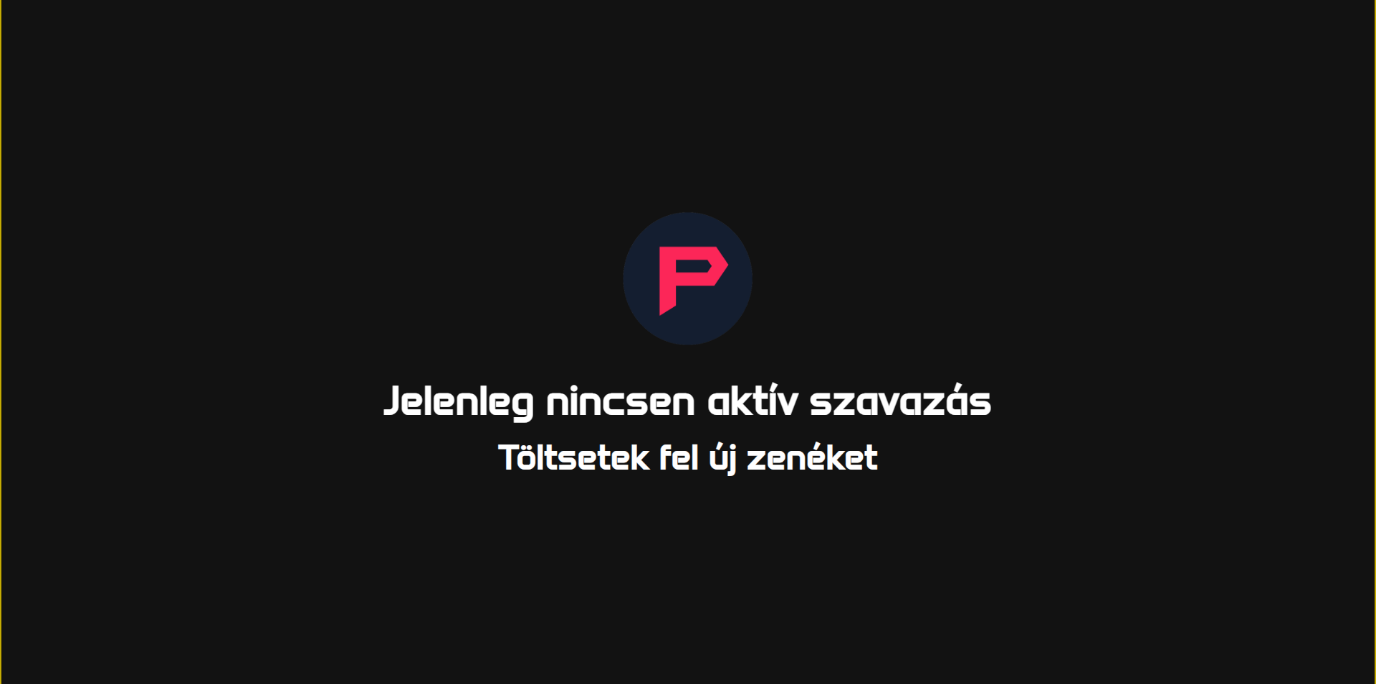 P
Jelenleg nincsen aktív szavazás
Töltsetek fel új zenéket